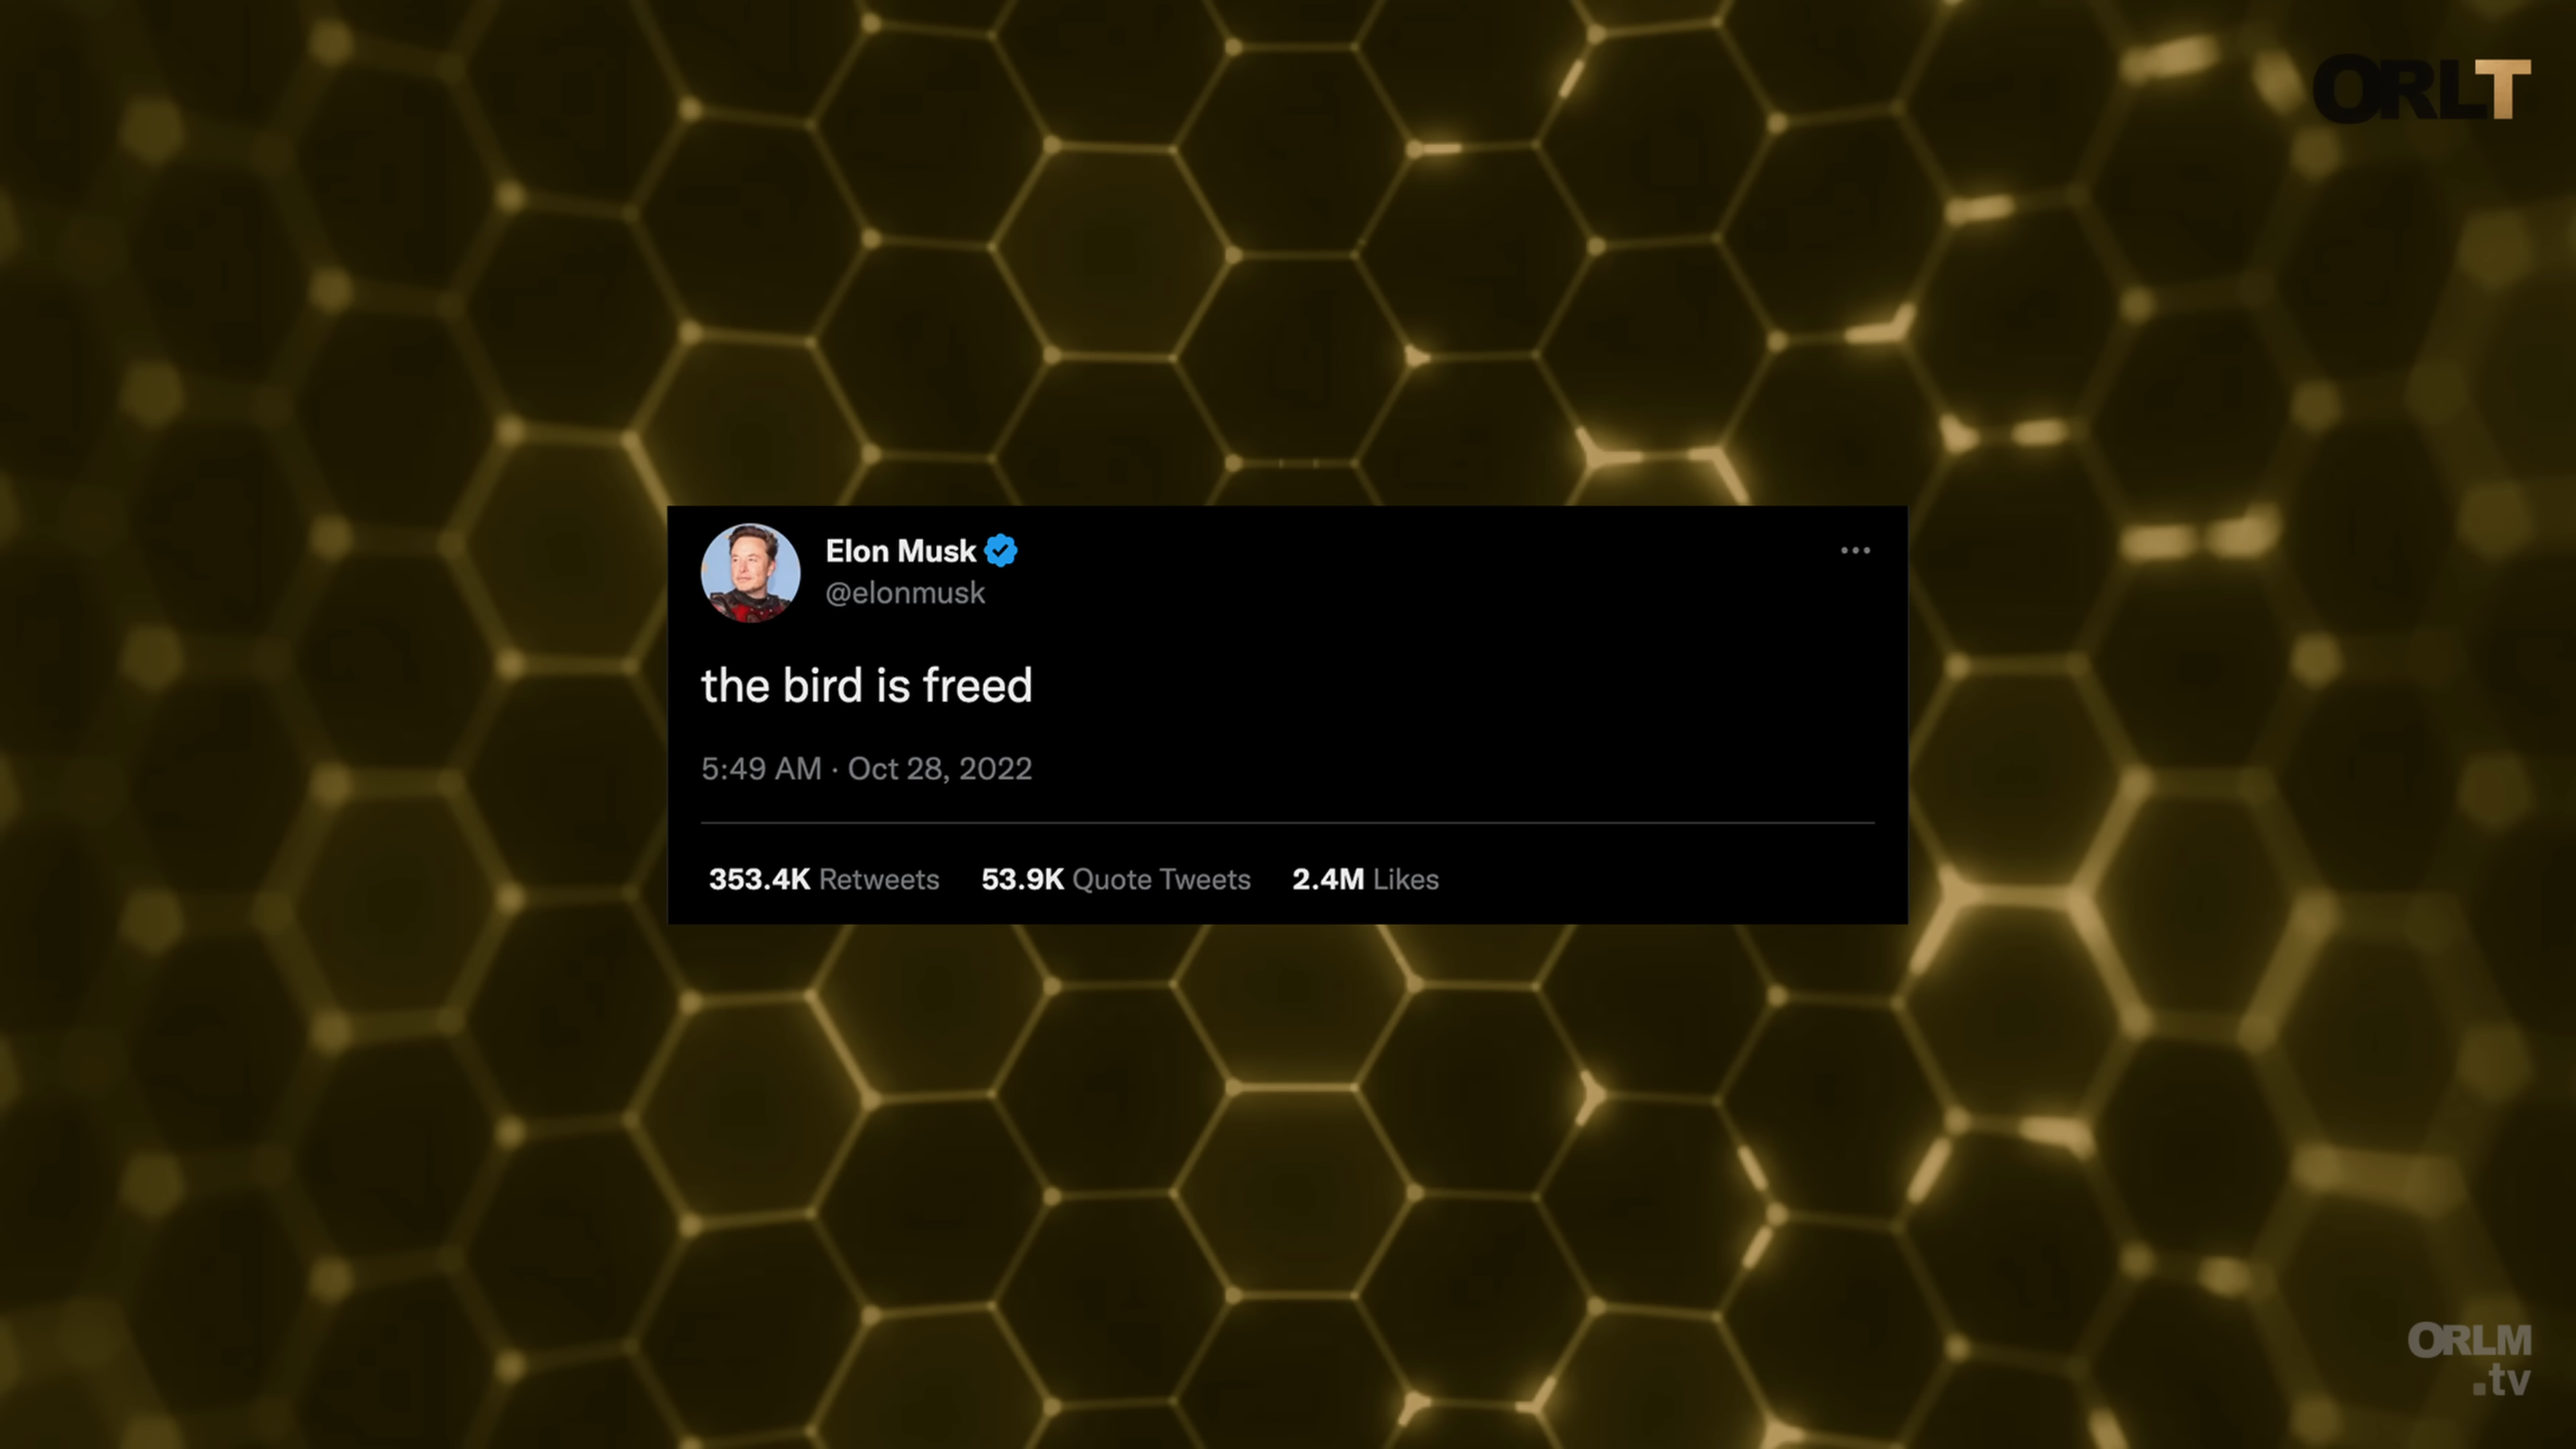 ORLT
Elon Musk
@elonmusk
the bird is freed
5:49 AM · Oct 28, 2022
353.4K Retweets 53.9K Quote Tweets 2.4M Likes
ORLM
.tv